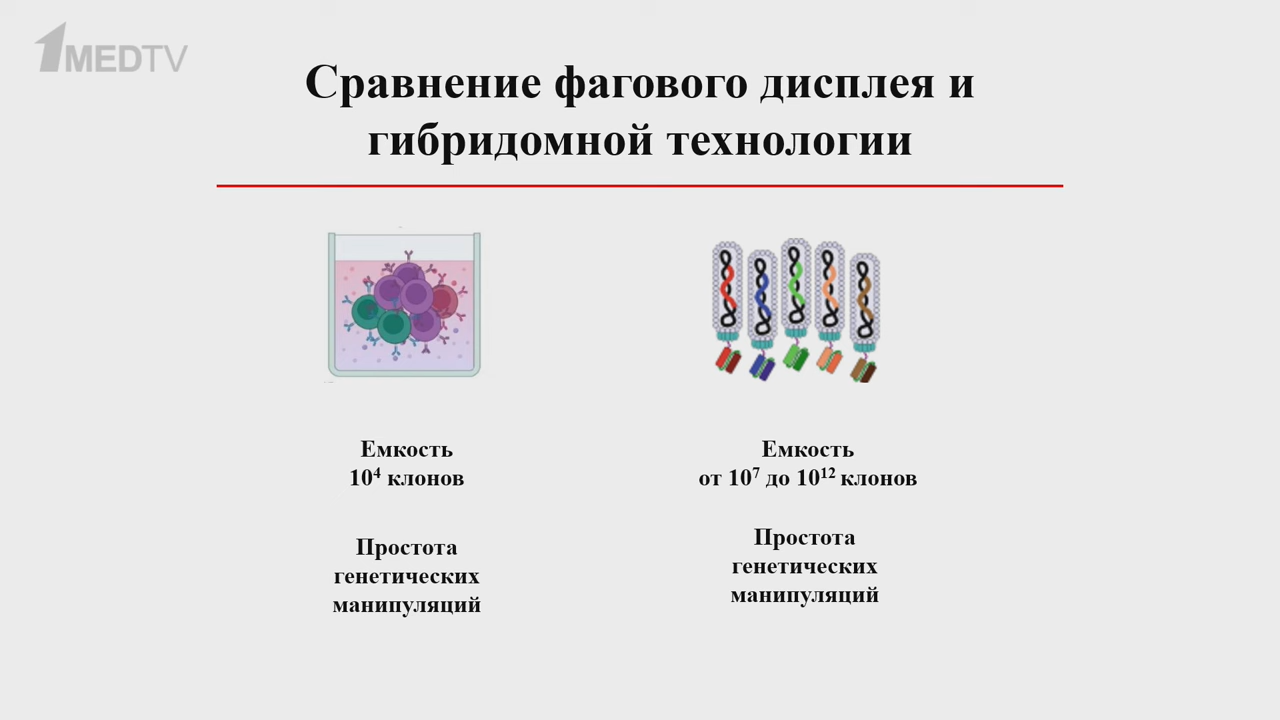 1MEDTV
Сравнение фагового дисплея и
гибридомной технологии
Емкость
10⁴ клонов
Простота
генетических
манипуляций
Емкость
от 10⁷ до 10¹² клонов
Простота
генетических
манипуляций